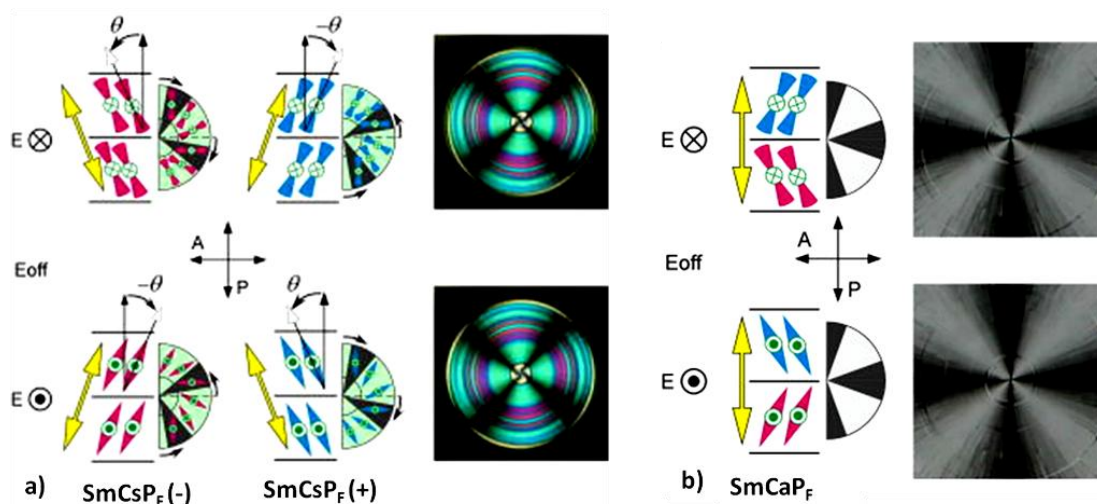 θ
-θ
E ⊗
A
P
Eoff
-θ
θ
E ⊙
a) SmCsP_F (-) SmCsP_F (+)
E ⊗
A
P
Eoff
E ⊙
b) SmCaP_F